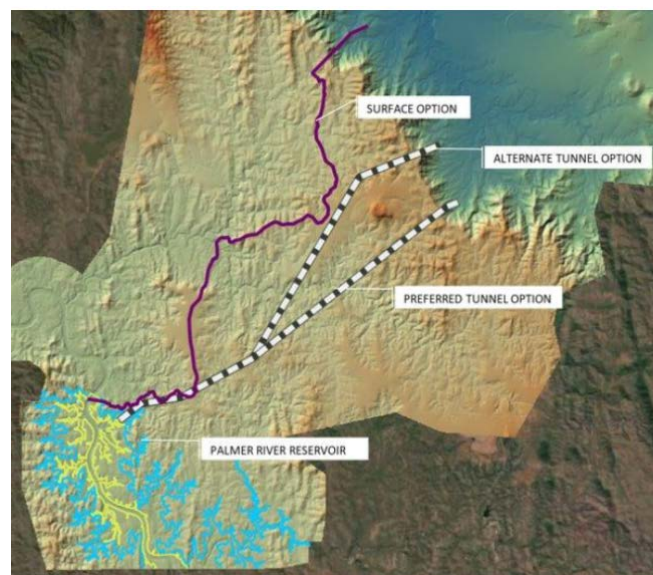 SURFACE OPTION
ALTERNATE TUNNEL OPTION
PREFERRED TUNNEL OPTION
PALMER RIVER RESERVOIR